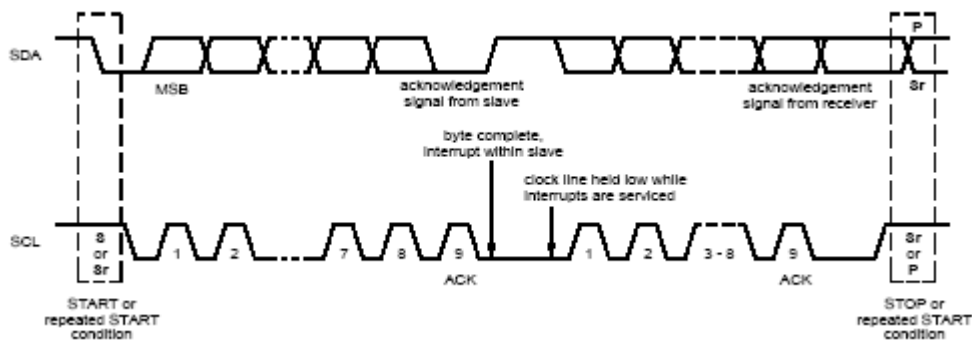 P
SDA
MSB
acknowledgement
signal from slave
acknowledgement
signal from receiver
Sr
byte complete,
interrupt within slave
clock line held low while
interrupts are serviced
SCL
S
or
Sr
1
2
7
8
9
1
2
3 - 8
9
Sr
or
P
ACK
ACK
START or
repeated START
condition
STOP or
repeated START
condition